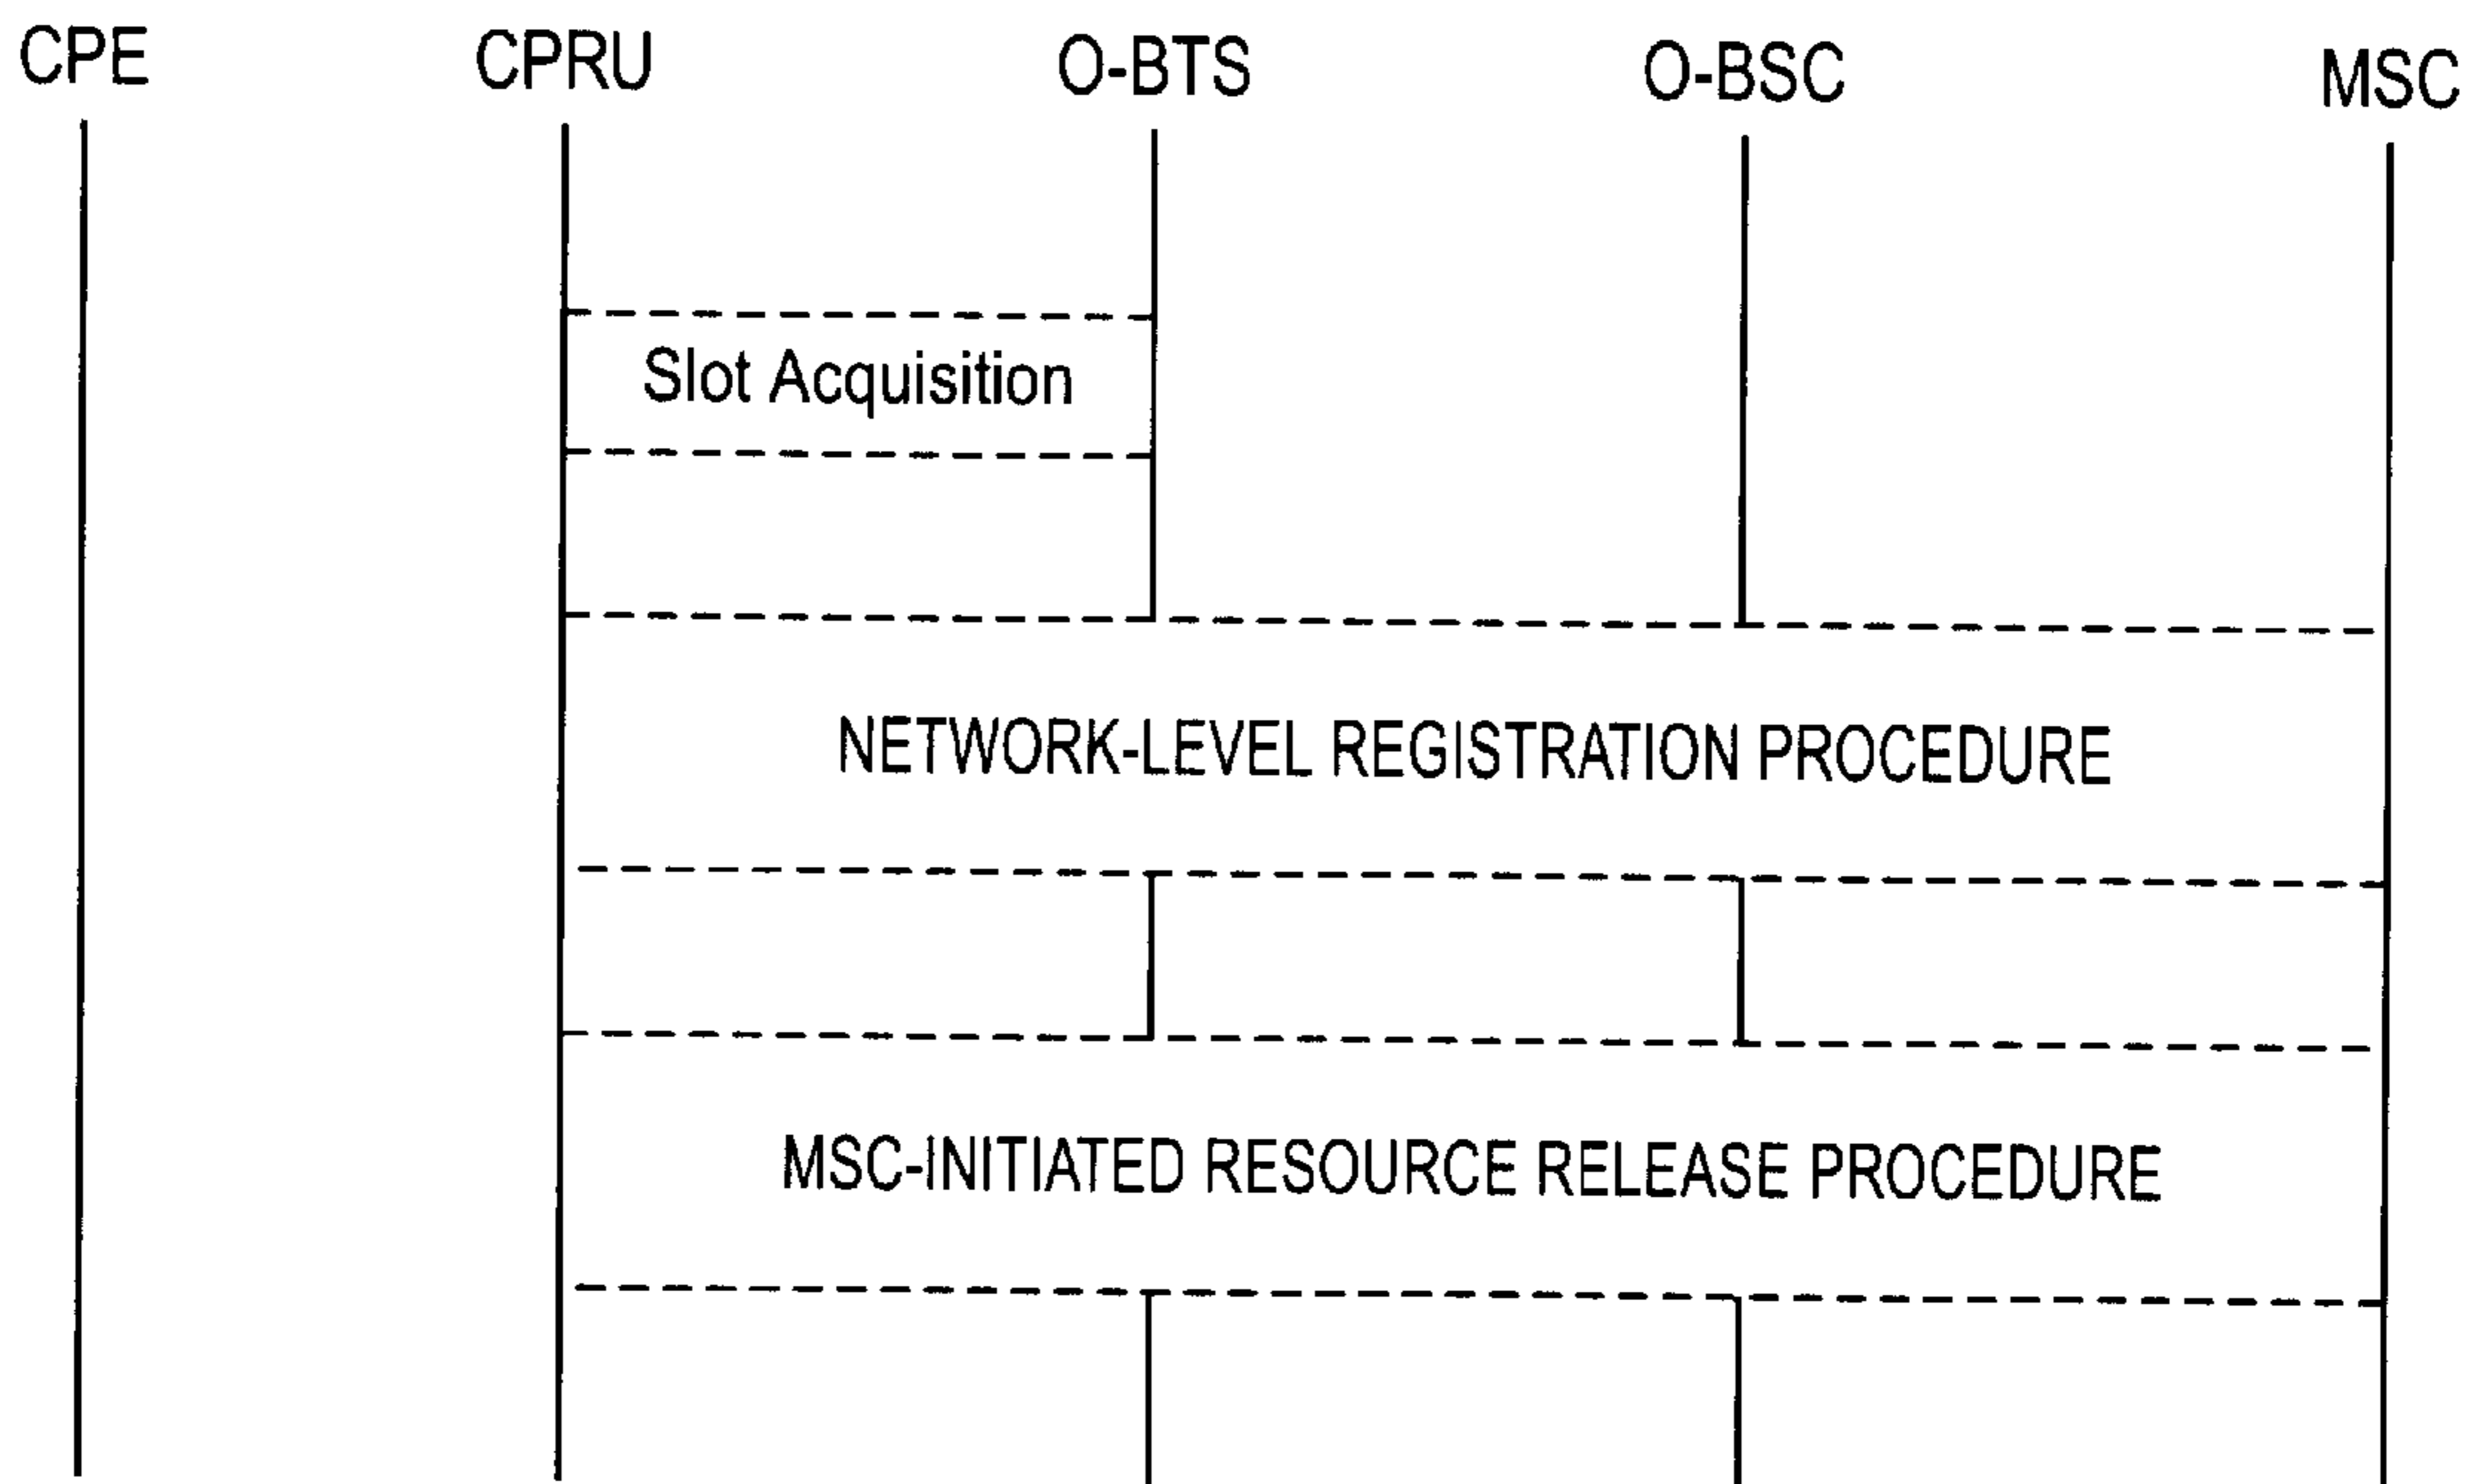 CPE CPRU O-BTS O-BSC MSC
Slot Acquisition
NETWORK-LEVEL REGISTRATION PROCEDURE
MSC-INITIATED RESOURCE RELEASE PROCEDURE